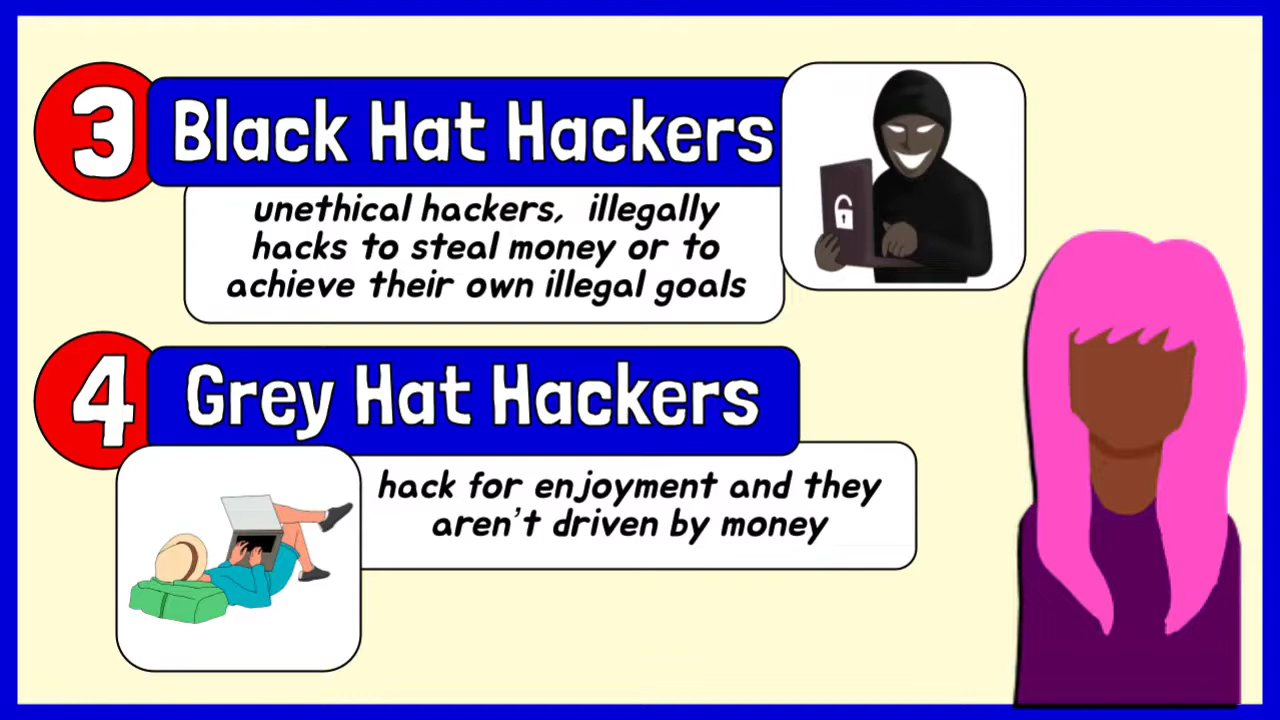 3
Black Hat Hackers
unethical hackers, illegally
hacks to steal money or to
achieve their own illegal goals
4
Grey Hat Hackers
hack for enjoyment and they
aren't driven by money